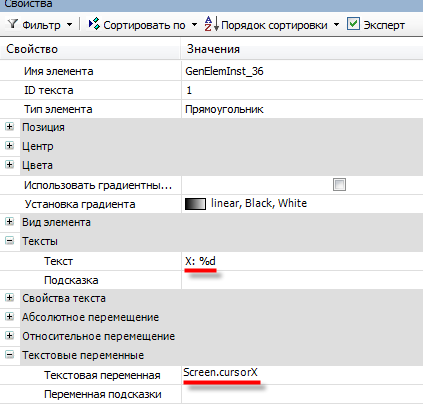 Свойства
Фильтр Сортировать по Порядок сортировки Эксперт
Свойство Значения
Имя элемента GenElemInst_36
ID текста 1
Тип элемента Прямоугольник
Позиция
Центр
Цвета
Использовать градиентны...
Установка градиента linear, Black, White
Вид элемента
Тексты
Текст X: %d
Подсказка
Свойства текста
Абсолютное перемещение
Относительное перемещение
Текстовые переменные
Текстовая переменная Screen.cursorX
Переменная подсказки